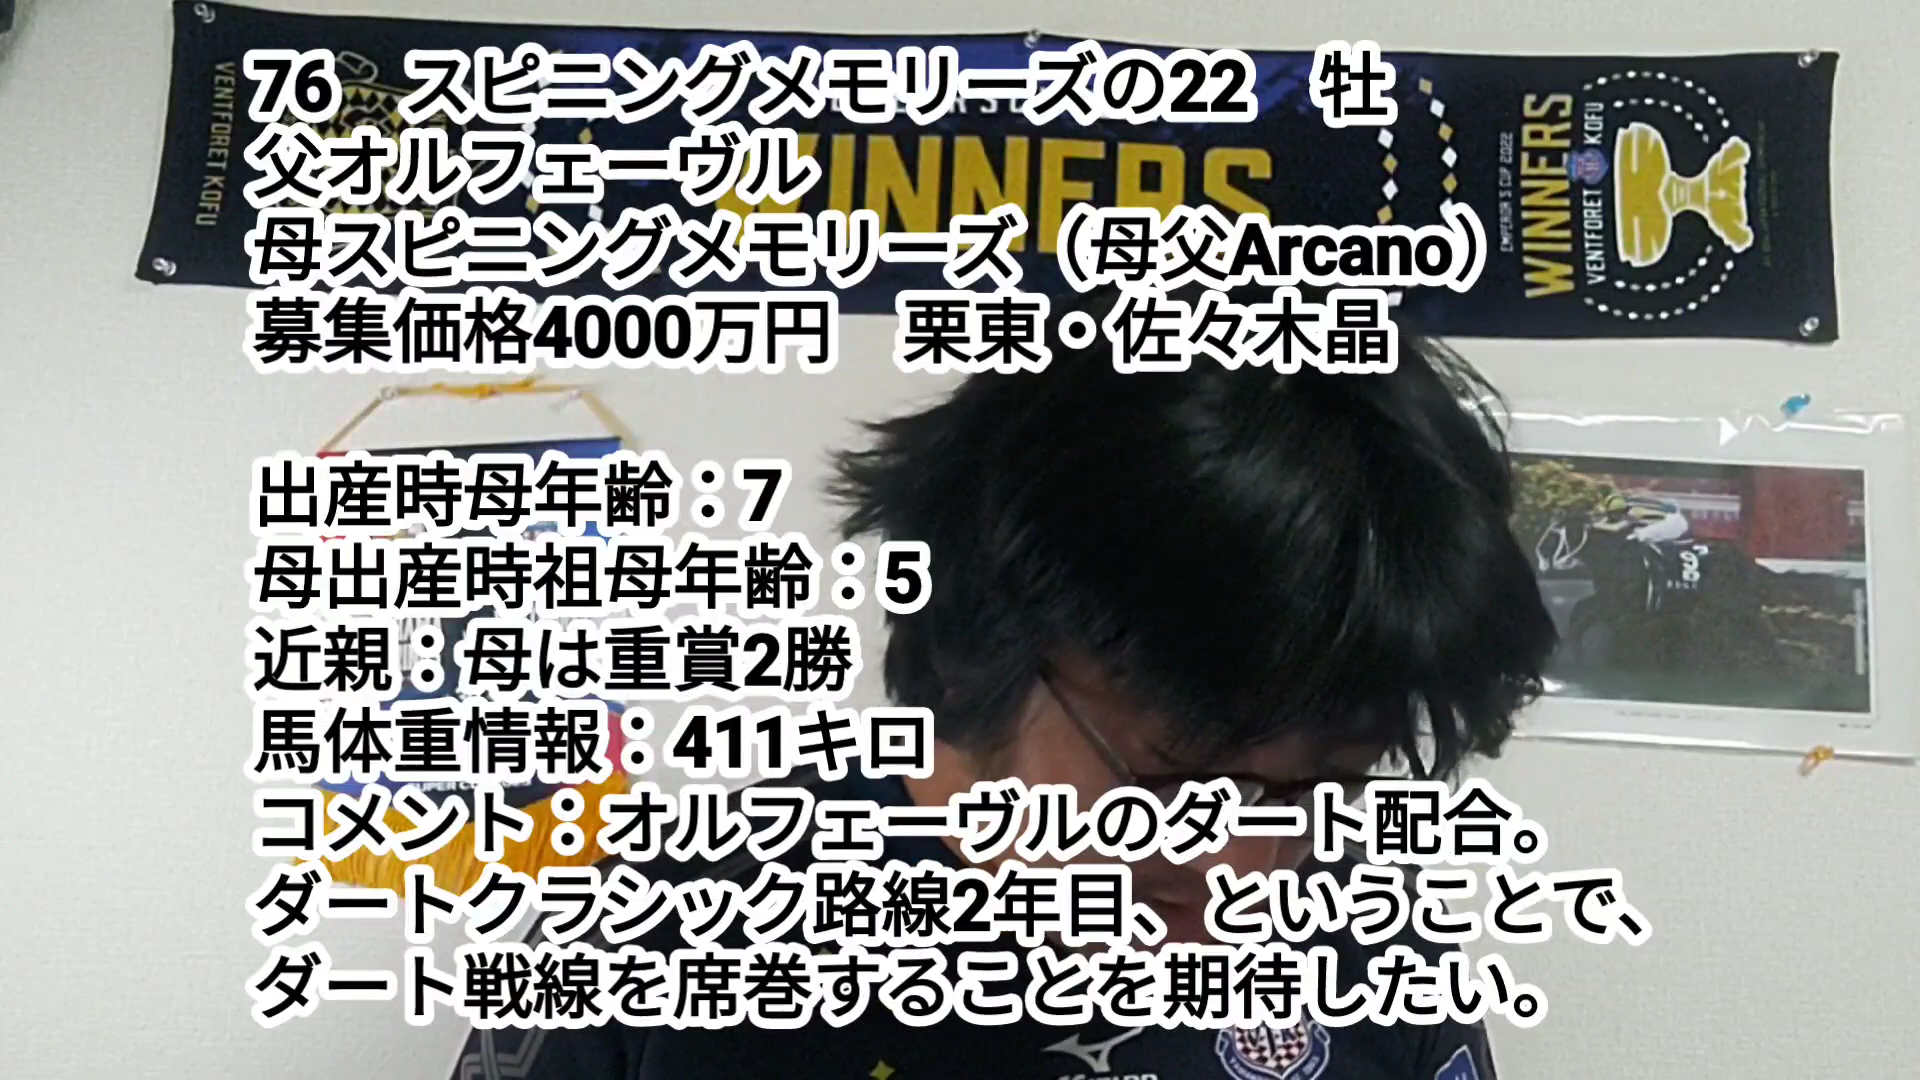 76　スピニングメモリーズの22　牡
父オルフェーヴル
母スピニングメモリーズ（母父Arcano）
募集価格4000万円　栗東・佐々木晶
出産時母年齢：7
母出産時祖母年齢：5
近親：母は重賞2勝
馬体重情報：411キロ
コメント：オルフェーヴルのダート配合。
ダートクラシック路線2年目、ということで、
ダート戦線を席巻することを期待したい。
VENTFORET KOFU
WINNERS
EMPEROR'S CUP 2022
WINNERS
VENTFORET KOFU